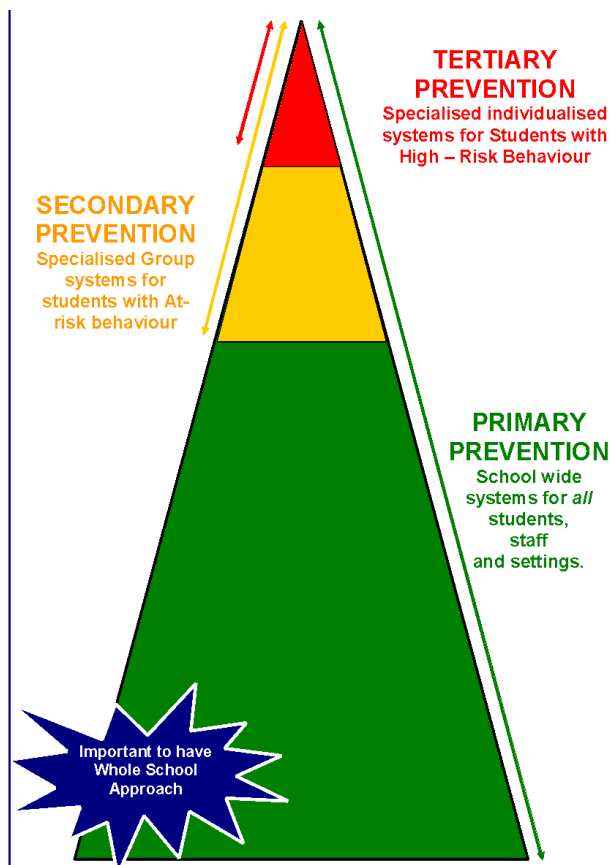 TERTIARY
PREVENTION
Specialised individualised
systems for Students with
High – Risk Behaviour
SECONDARY
PREVENTION
Specialised Group
systems for
students with At-
risk behaviour
PRIMARY
PREVENTION
School wide
systems for all
students,
staff
and settings.
Important to have
Whole School
Approach